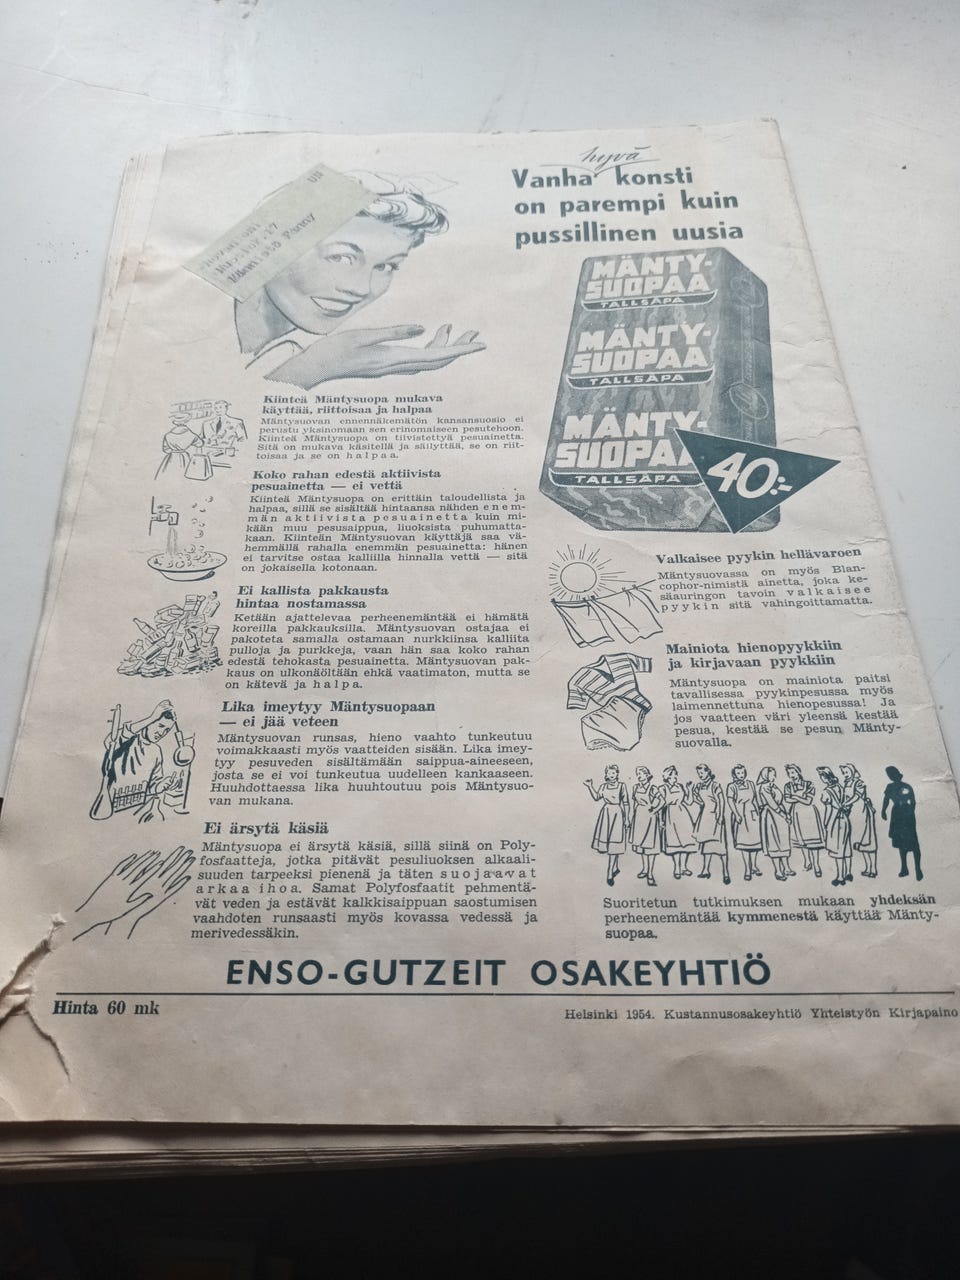 hyvä
Vanha konsti
on parempi kuin
pussillinen uusia
MÄNTY-
SUOPAA
TALLSÅPA
MÄNTY-
SUOPAA
TALLSÅPA
MÄNTY-
SUOPAA
TALLSÅPA
40:-
Kiinteä Mäntysuopa mukava
käyttää, riittoisaa ja halpaa
Mäntysuovan ennennäkemätön kansansuosio ei
perustu yksinomaan sen erinomaiseen pesutehoon.
Kiinteä Mäntysuopa on tiivistettyä pesuainetta.
Sitä on mukava käsitellä ja säilyttää, se on riit-
toisaa ja se on halpaa.
Koko rahan edestä aktiivista
pesuainetta — ei vettä
Kiinteä Mäntysuopa on erittäin taloudellista ja
halpaa, sillä se sisältää hintaansa nähden enem-
män aktiivista pesuainetta kuin mi-
kään muu pesusaippua, liuoksista puhumatta-
kaan. Kiinteän Mäntysuovan käyttäjä saa vä-
hemmällä rahalla enemmän pesuainetta: hänen
ei tarvitse ostaa kalliilla hinnalla vettä — sitä
on jokaisella kotonaan.
Ei kallista pakkausta
hintaa nostamassa
Ketään ajattelevaa perheenemäntää ei hämätä
koreilla pakkauksilla. Mäntysuovan ostajaa ei
pakoteta samalla ostamaan nurkkiinsa kalliita
pulloja ja purkkeja, vaan hän saa koko rahan
edestä tehokasta pesuainetta. Mäntysuovan pak-
kaus on ulkonäöltään ehkä vaatimaton, mutta se
on kätevä ja halpa.
Lika imeytyy Mäntysuopaan
— ei jää veteen
Mäntysuovan runsas, hieno vaahto tunkeutuu
voimakkaasti myös vaatteiden sisään. Lika imey-
tyy pesuveden sisältämään saippua-aineeseen,
josta se ei voi tunkeutua uudelleen kankaaseen.
Huuhdottaessa lika huuhtoutuu pois Mäntysuo-
van mukana.
Ei ärsytä käsiä
Mäntysuopa ei ärsytä käsiä, sillä siinä on Poly-
fosfaatteja, jotka pitävät pesuliuoksen alkaali-
suuden tarpeeksi pienenä ja täten suojaavat
arkaa ihoa. Samat Polyfosfaatit pehmentä-
vät veden ja estävät kalkkisaippuan saostumisen
vaahdoten runsaasti myös kovassa vedessä ja
merivedessäkin.
Valkaisee pyykin hellävaroen
Mäntysuovassa on myös Blan-
cophor-nimistä ainetta, joka ke-
sääuringon tavoin valkaisee
pyykin sitä vahingoittamatta.
Mainiota hienopyykkiin
ja kirjavaan pyykkiin
Mäntysuopa on mainiota paitsi
tavallisessa pyykinpesussa myös
laimennettuna hienopesussa! Ja
jos vaatteen väri yleensä kestää
pesua, kestää se pesun Mänty-
suovalla.
Suoritetun tutkimuksen mukaan yhdeksän
perheenemäntää kymmenestä käyttää Mänty-
suopaa.
ENSO-GUTZEIT OSAKEYHTIÖ
Hinta 60 mk
Helsinki 1954. Kustannusosakeyhtiö Yhteistyön Kirjapaino